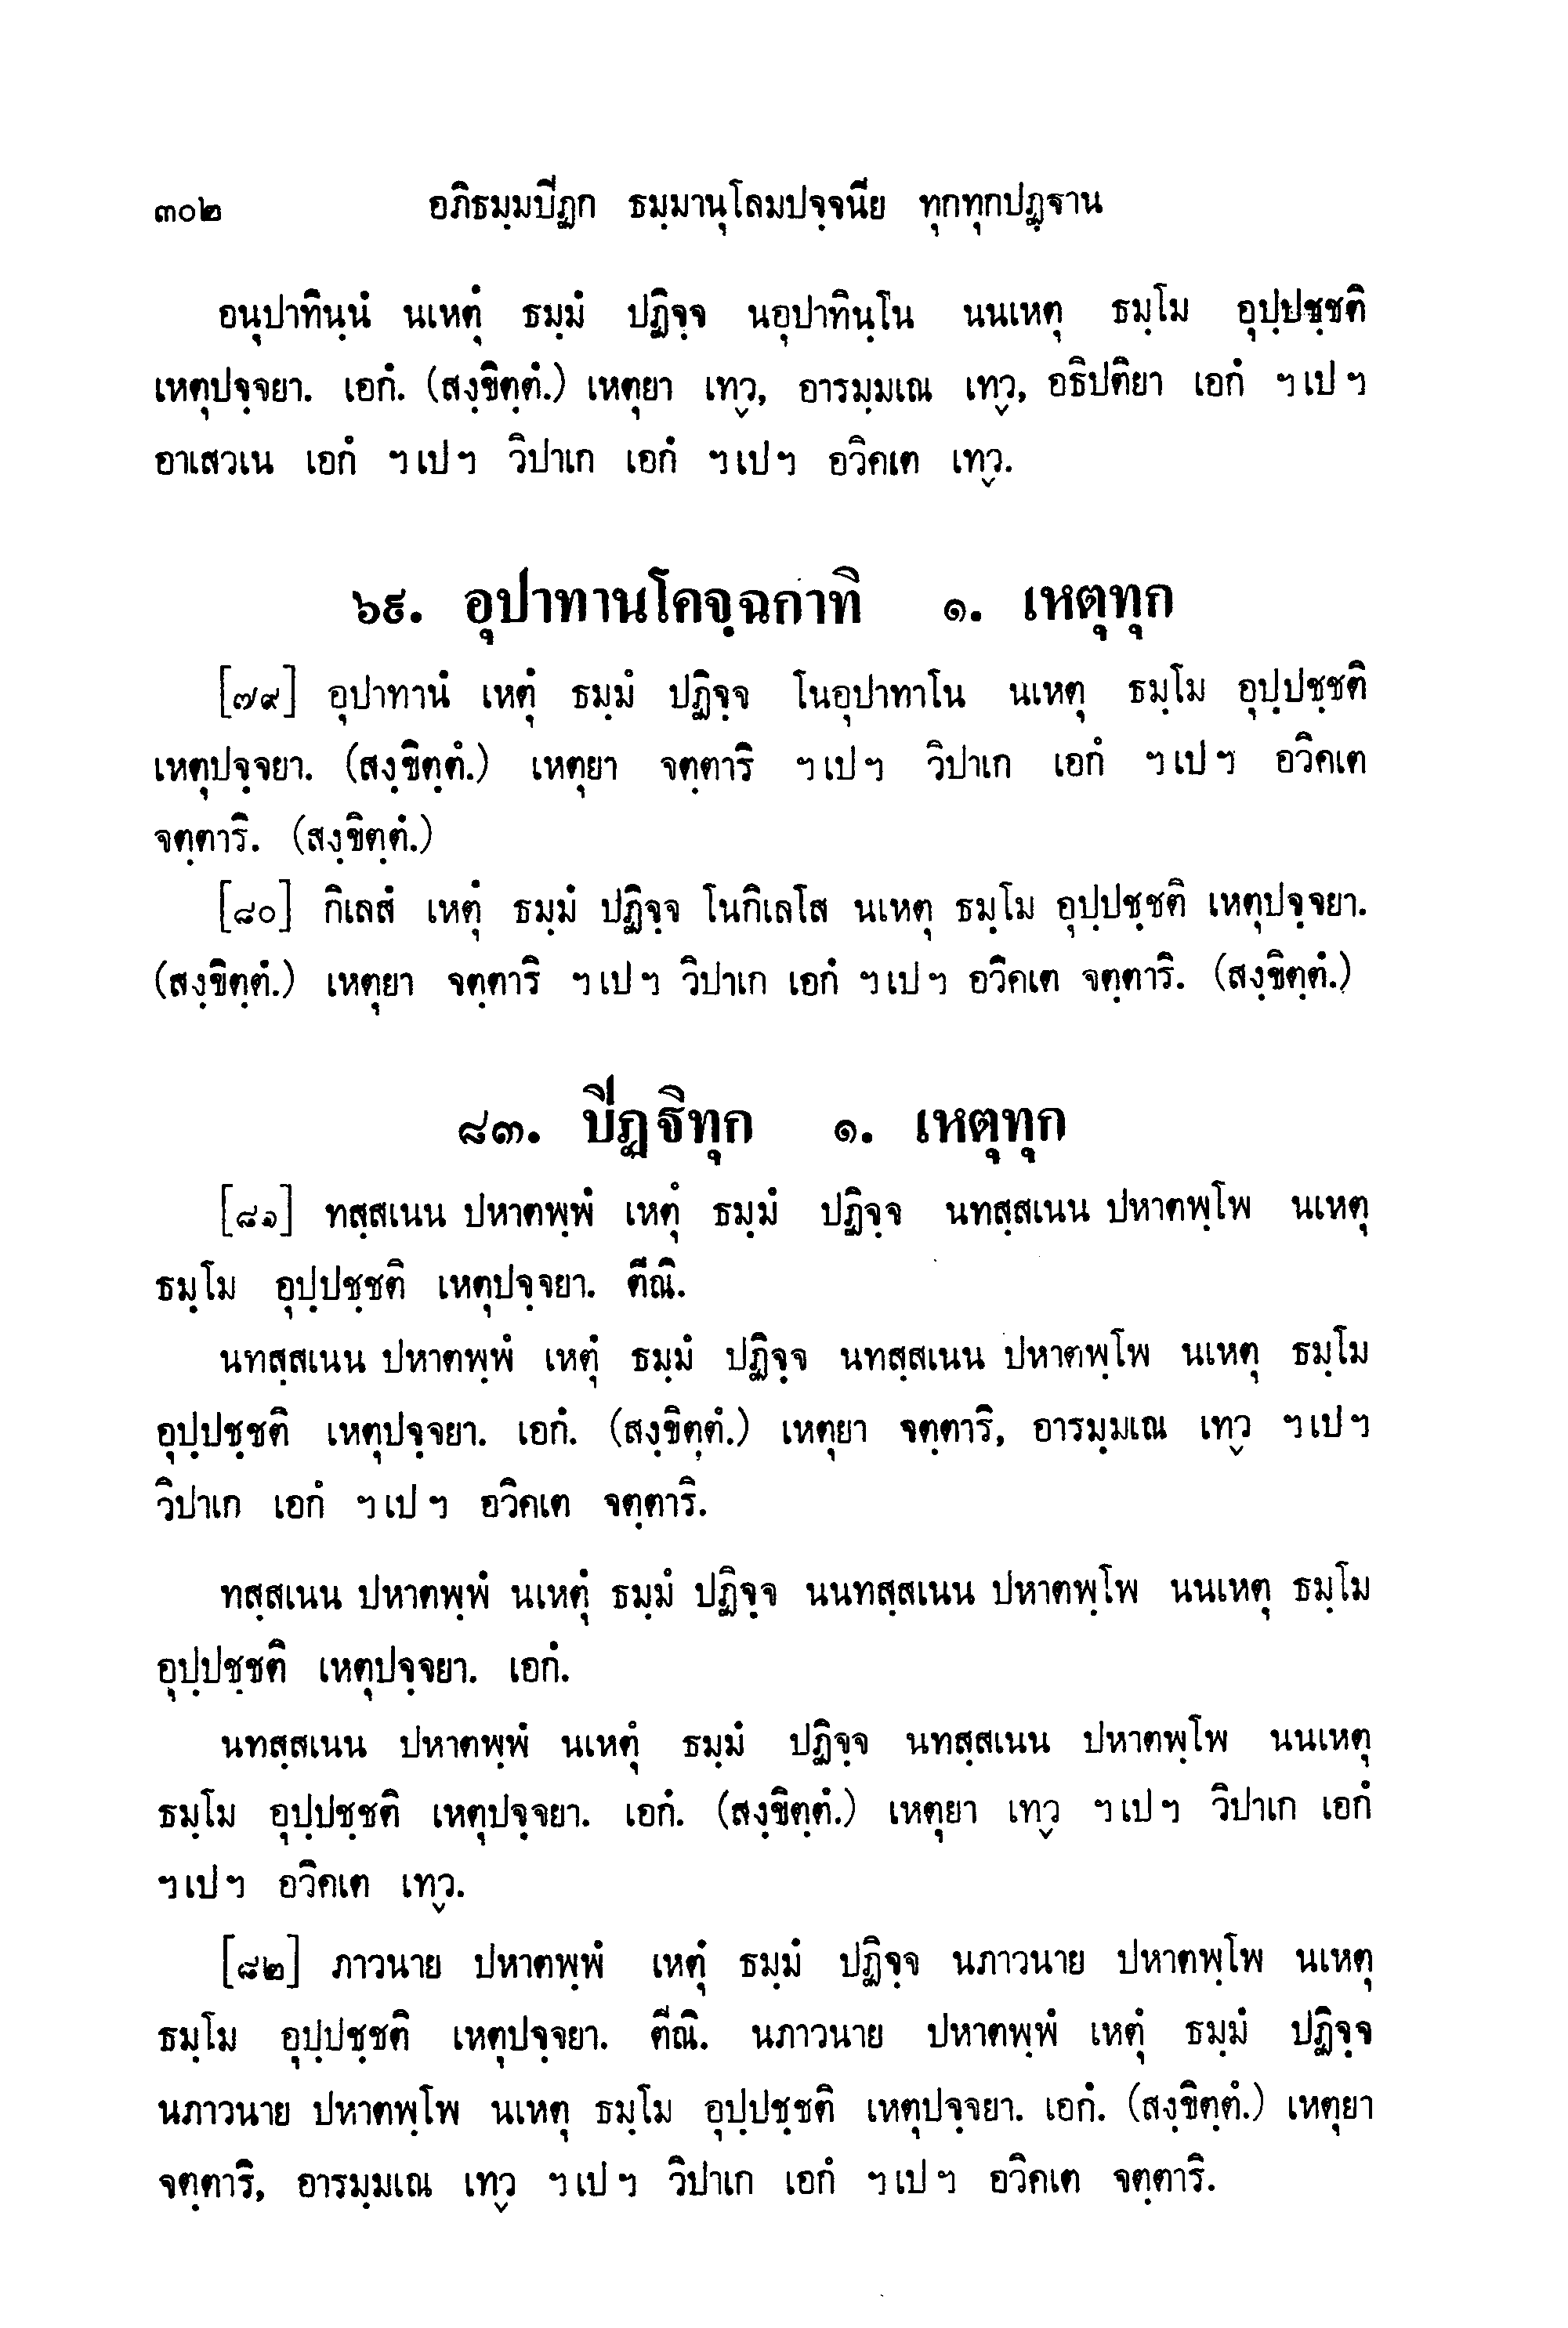 ๓๐๒ อภิธมฺมปีฏก ธมฺมานุโลมปจฺจนีย ทุกทุกปฏฺฐาน
อนุปาทินฺนํ นเหตุํ ธมฺมํ ปฏิจฺจ นอุปาทินฺโน นนเหตุ ธมฺโม อุปฺปชฺชติ
เหตุปจฺจยา. เอกํ. (สงฺขิตฺตํ.) เหตุยา เทฺว, อารมฺมเณ เทฺว, อธิปติยา เอกํ ฯเปฯ
อาเสวเน เอกํ ฯเปฯ วิปาเก เอกํ ฯเปฯ อวิคเต เทฺว.
๖๙. อุปาทานโคจฺฉกาทิ ๑. เหตุทุก
[๗๙] อุปาทานํ เหตุํ ธมฺมํ ปฏิจฺจ โนอุปาทาโน นเหตุ ธมฺโม อุปฺปชฺชติ
เหตุปจฺจยา. (สงฺขิตฺตํ.) เหตุยา จตฺตาริ ฯเปฯ วิปาเก เอกํ ฯเปฯ อวิคเต
จตฺตาริ. (สงฺขิตฺตํ.)
[๘๐] กิเลสํ เหตุํ ธมฺมํ ปฏิจฺจ โนกิเลโส นเหตุ ธมฺโม อุปฺปชฺชติ เหตุปจฺจยา.
(สงฺขิตฺตํ.) เหตุยา จตฺตาริ ฯเปฯ วิปาเก เอกํ ฯเปฯ อวิคเต จตฺตาริ. (สงฺขิตฺตํ.)
๘๓. ปีฏฺฐิทุก ๑. เหตุทุก
[๘๑] ทสฺสเนน ปหาตพฺพํ เหตุํ ธมฺมํ ปฏิจฺจ นทสฺสเนน ปหาตพฺโพ นเหตุ
ธมฺโม อุปฺปชฺชติ เหตุปจฺจยา. ตีณิ.
นทสฺสเนน ปหาตพฺพํ เหตุํ ธมฺมํ ปฏิจฺจ นทสฺสเนน ปหาตพฺโพ นเหตุ ธมฺโม
อุปฺปชฺชติ เหตุปจฺจยา. เอกํ. (สงฺขิตฺตํ.) เหตุยา จตฺตาริ, อารมฺมเณ เทฺว ฯเปฯ
วิปาเก เอกํ ฯเปฯ อวิคเต จตฺตาริ.
ทสฺสเนน ปหาตพฺพํ นเหตุํ ธมฺมํ ปฏิจฺจ นนทสฺสเนน ปหาตพฺโพ นนเหตุ ธมฺโม
อุปฺปชฺชติ เหตุปจฺจยา. เอกํ.
นทสฺสเนน ปหาตพฺพํ นเหตุํ ธมฺมํ ปฏิจฺจ นทสฺสเนน ปหาตพฺโพ นนเหตุ
ธมฺโม อุปฺปชฺชติ เหตุปจฺจยา. เอกํ. (สงฺขิตฺตํ.) เหตุยา เทฺว ฯเปฯ วิปาเก เอกํ
ฯเปฯ อวิคเต เทฺว.
[๘๒] ภาวนาย ปหาตพฺพํ เหตุํ ธมฺมํ ปฏิจฺจ นภาวนาย ปหาตพฺโพ นเหตุ
ธมฺโม อุปฺปชฺชติ เหตุปจฺจยา. ตีณิ. นภาวนาย ปหาตพฺพํ เหตุํ ธมฺมํ ปฏิจฺจ
นภาวนาย ปหาตพฺโพ นเหตุ ธมฺโม อุปฺปชฺชติ เหตุปจฺจยา. เอกํ. (สงฺขิตฺตํ.) เหตุยา
จตฺตาริ, อารมฺมเณ เทฺว ฯเปฯ วิปาเก เอกํ ฯเปฯ อวิคเต จตฺตาริ.